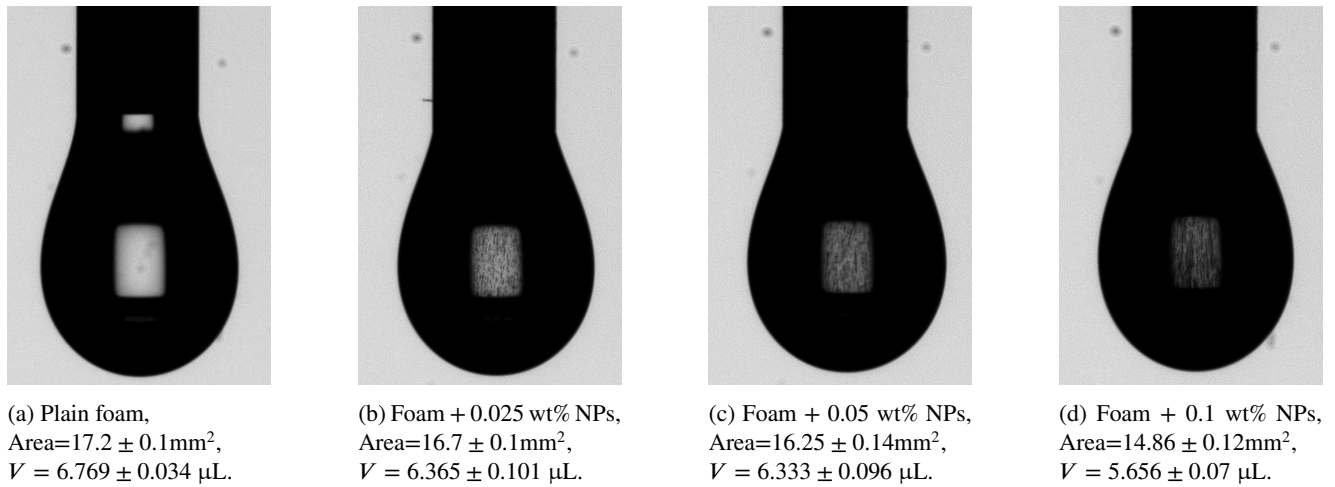 (a) Plain foam,
Area=17.2 ± 0.1mm²,
V = 6.769 ± 0.034 µL.
(b) Foam + 0.025 wt% NPs,
Area=16.7 ± 0.1mm²,
V = 6.365 ± 0.101 µL.
(c) Foam + 0.05 wt% NPs,
Area=16.25 ± 0.14mm²,
V = 6.333 ± 0.096 µL.
(d) Foam + 0.1 wt% NPs,
Area=14.86 ± 0.12mm²,
V = 5.656 ± 0.07 µL.